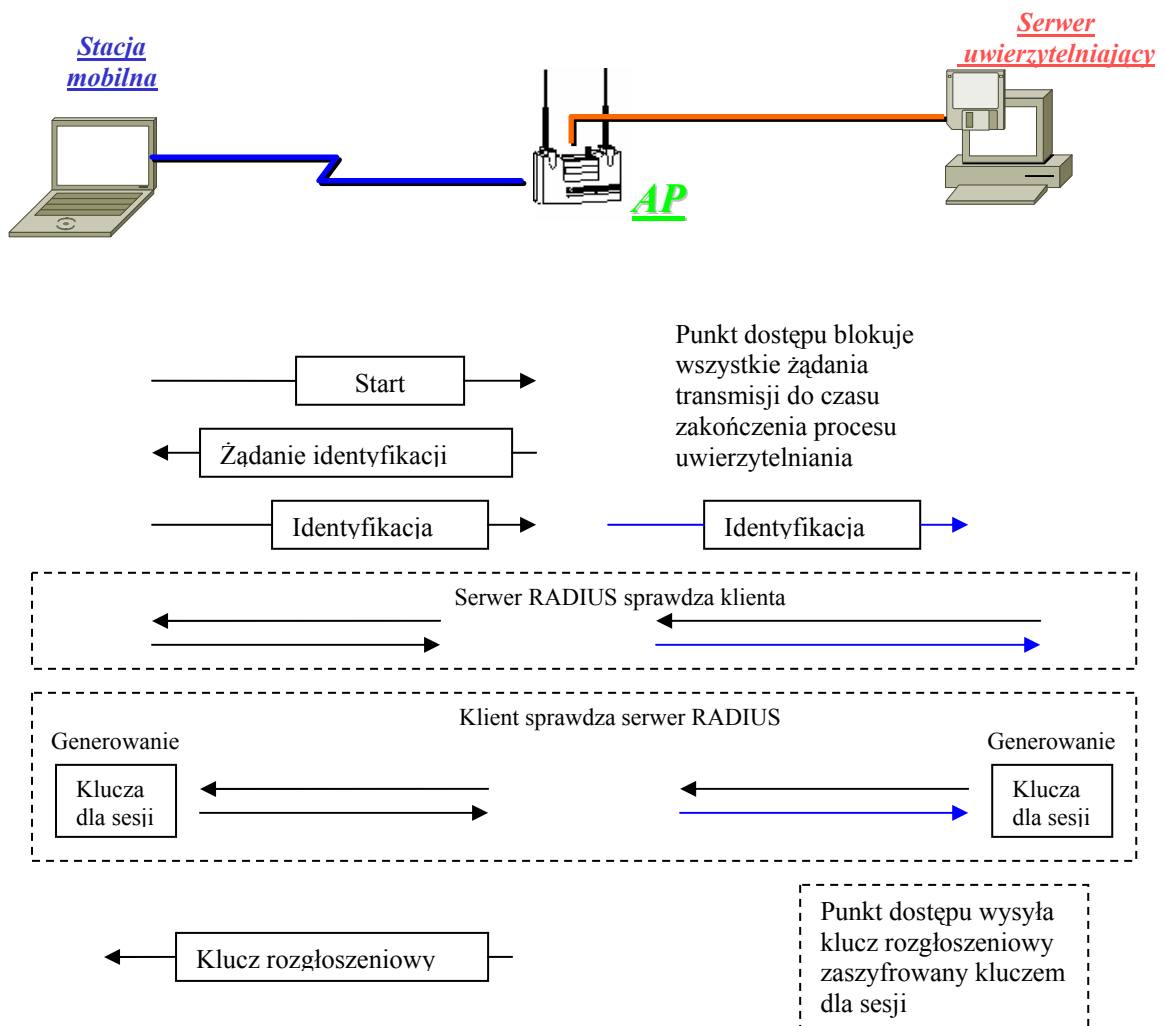 Stacja
mobilna
Serwer
uwierzytelniający
AP
Punkt dostępu blokuje
wszystkie żądania
transmisji do czasu
zakończenia procesu
uwierzytelniania
Start
Żądanie identyfikacji
Identyfikacja
Identyfikacja
Serwer RADIUS sprawdza klienta
Klient sprawdza serwer RADIUS
Generowanie
Klucza
dla sesji
Generowanie
Klucza
dla sesji
Klucz rozgłoszeniowy
Punkt dostępu wysyła
klucz rozgłoszeniowy
zaszyfrowany kluczem
dla sesji